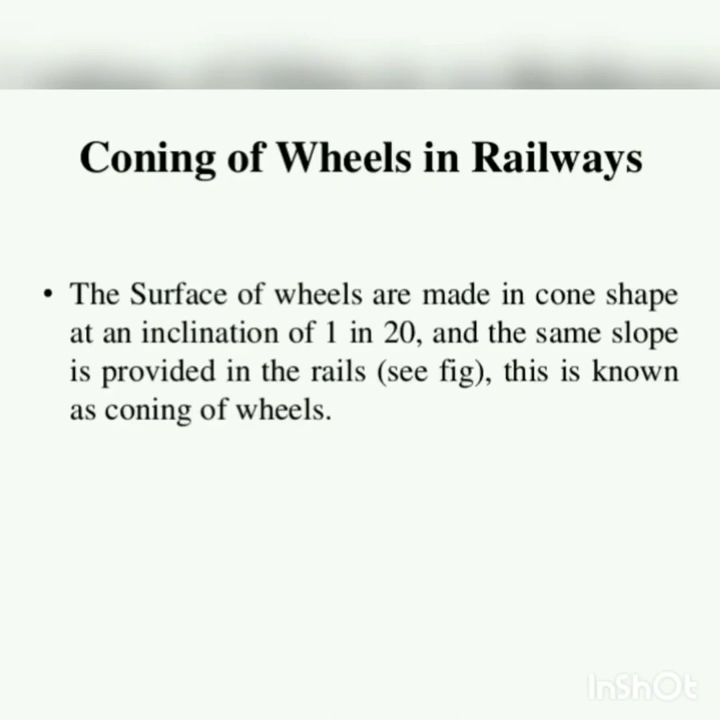 Coning of Wheels in Railways
• The Surface of wheels are made in cone shape
at an inclination of 1 in 20, and the same slope
is provided in the rails (see fig), this is known
as coning of wheels.
InShOt